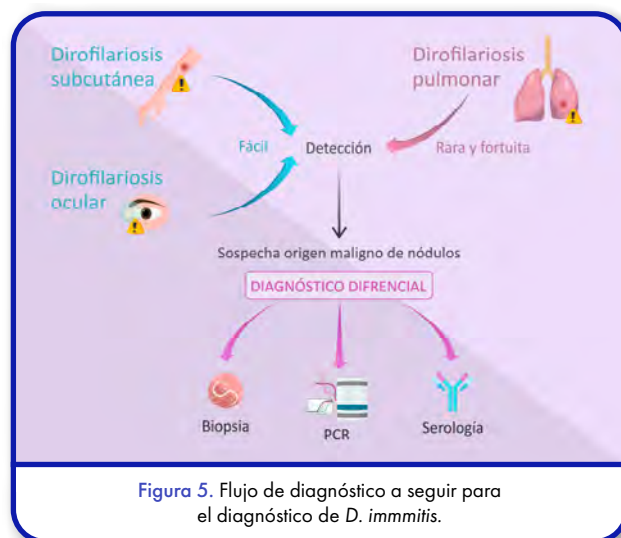 Dirofilariosis
subcutánea
Dirofilariosis
pulmonar
Fácil
Detección
Rara y fortuita
Dirofilariosis
ocular
Sospecha origen maligno de nódulos
DIAGNÓSTICO DIFRENCIAL
Biopsia
PCR
Serología
Figura 5. Flujo de diagnóstico a seguir para
el diagnóstico de D. immmitis.